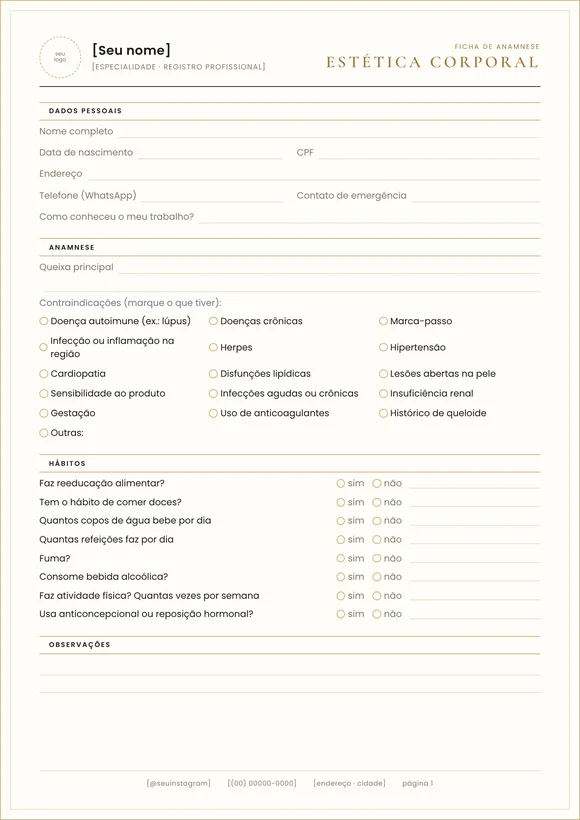 seu
logo
[Seu nome]
[ESPECIALIDADE · REGISTRO PROFISSIONAL]
FICHA DE ANAMNESE
ESTÉTICA CORPORAL
DADOS PESSOAIS
Nome completo
Data de nascimento CPF
Endereço
Telefone (WhatsApp) Contato de emergência
Como conheceu o meu trabalho?
ANAMNESE
Queixa principal
Contraindicações (marque o que tiver):
Doença autoimune (ex.: lúpus) Doenças crônicas Marca-passo
Infecção ou inflamação na
região Herpes Hipertensão
Cardiopatia Disfunções lipídicas Lesões abertas na pele
Sensibilidade ao produto Infecções agudas ou crônicas Insuficiência renal
Gestação Uso de anticoagulantes Histórico de queloide
Outras:
HÁBITOS
Faz reeducação alimentar? sim não
Tem o hábito de comer doces? sim não
Quantos copos de água bebe por dia sim não
Quantas refeições faz por dia sim não
Fuma? sim não
Consome bebida alcoólica? sim não
Faz atividade física? Quantas vezes por semana sim não
Usa anticoncepcional ou reposição hormonal? sim não
OBSERVAÇÕES
[@seuinstagram] [(00) 00000-0000] [endereço · cidade] página 1